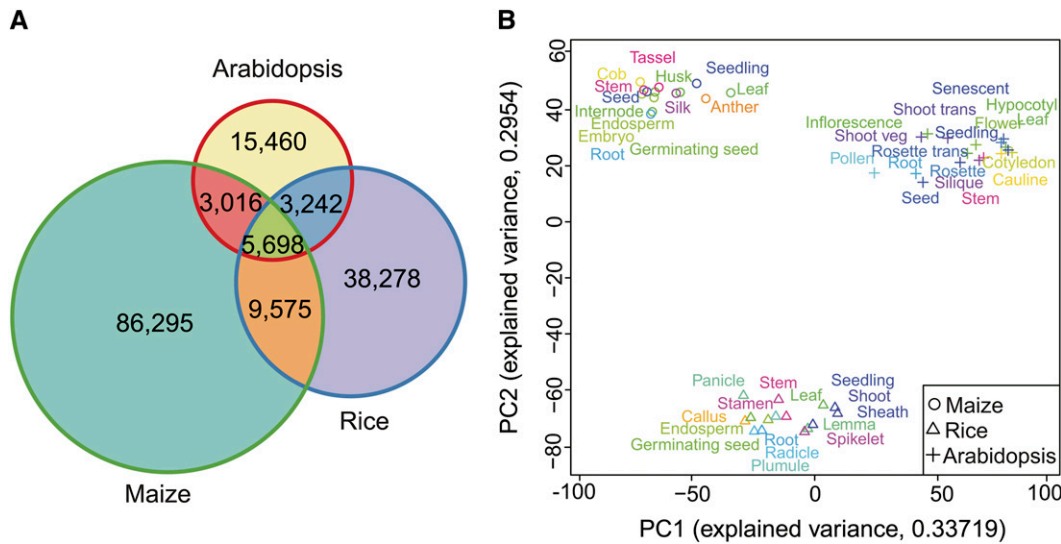 A
Arabidopsis
15,460
3,016
3,242
5,698
86,295
9,575
38,278
Maize
Rice
B
PC2 (explained variance, 0.2954)
60
40
20
0
−20
−40
−60
−80
Tassel
Cob
Husk
Seedling
Stem
Leaf
Seed
Silk
Anther
Internode
Endosperm
Embryo
Root
Germinating seed
Senescent
Shoot trans
Hypocotyl
Inflorescence
Flower
Leaf
Shoot veg
Seedling
Rosette trans
Pollen
Root
Rosette
Cotyledon
Silique
Cauline
Seed
Stem
Panicle
Stem
Seedling
Leaf
Shoot
Stamen
Sheath
Callus
Lemma
Endosperm
Spikelet
Germinating seed
Root
Radicle
Plumule
Maize
Rice
Arabidopsis
-100
−50
0
50
100
PC1 (explained variance, 0.33719)